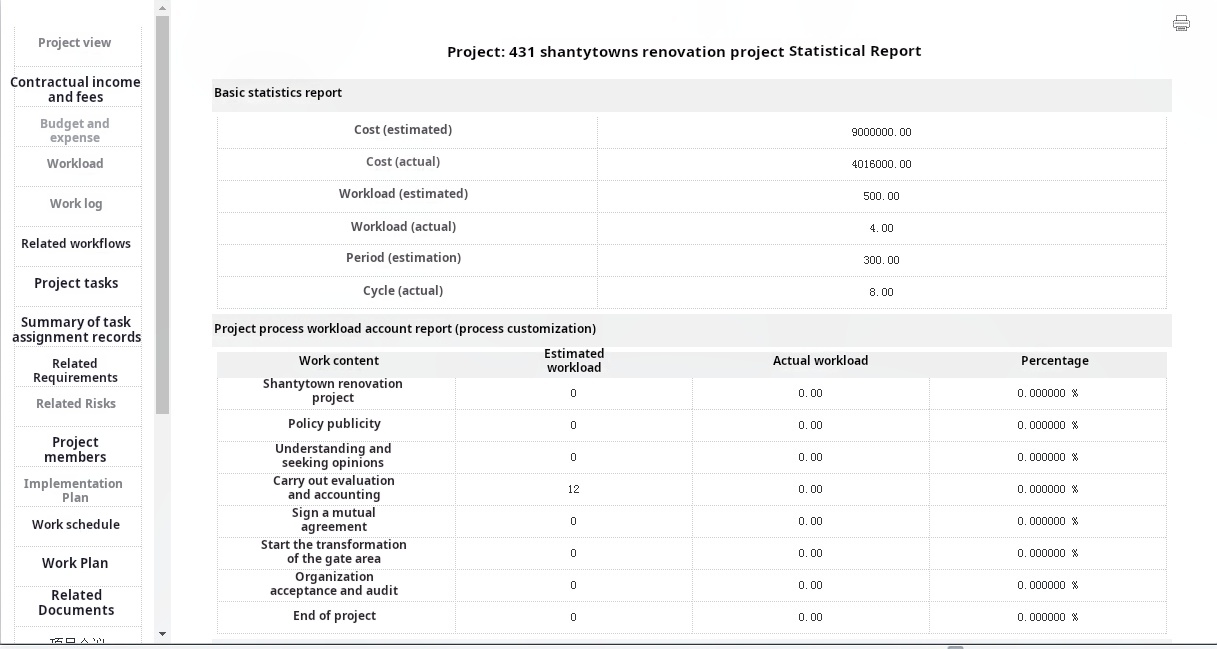 Project view
Contractual income
and fees
Budget and
expense
Workload
Work log
Related workflows
Project tasks
Summary of task
assignment records
Related
Requirements
Related Risks
Project
members
Implementation
Plan
Work schedule
Work Plan
Related
Documents
Project: 431 shantytowns renovation project Statistical Report
Basic statistics report
Cost (estimated) 9000000.00
Cost (actual) 4016000.00
Workload (estimated) 500.00
Workload (actual) 4.00
Period (estimation) 300.00
Cycle (actual) 8.00
Project process workload account report (process customization)
Work content Estimated workload Actual workload Percentage
Shantytown renovation
project 0 0.00 0.000000 %
Policy publicity 0 0.00 0.000000 %
Understanding and
seeking opinions 0 0.00 0.000000 %
Carry out evaluation
and accounting 12 0.00 0.000000 %
Sign a mutual
agreement 0 0.00 0.000000 %
Start the transformation
of the gate area 0 0.00 0.000000 %
Organization
acceptance and audit 0 0.00 0.000000 %
End of project 0 0.00 0.000000 %